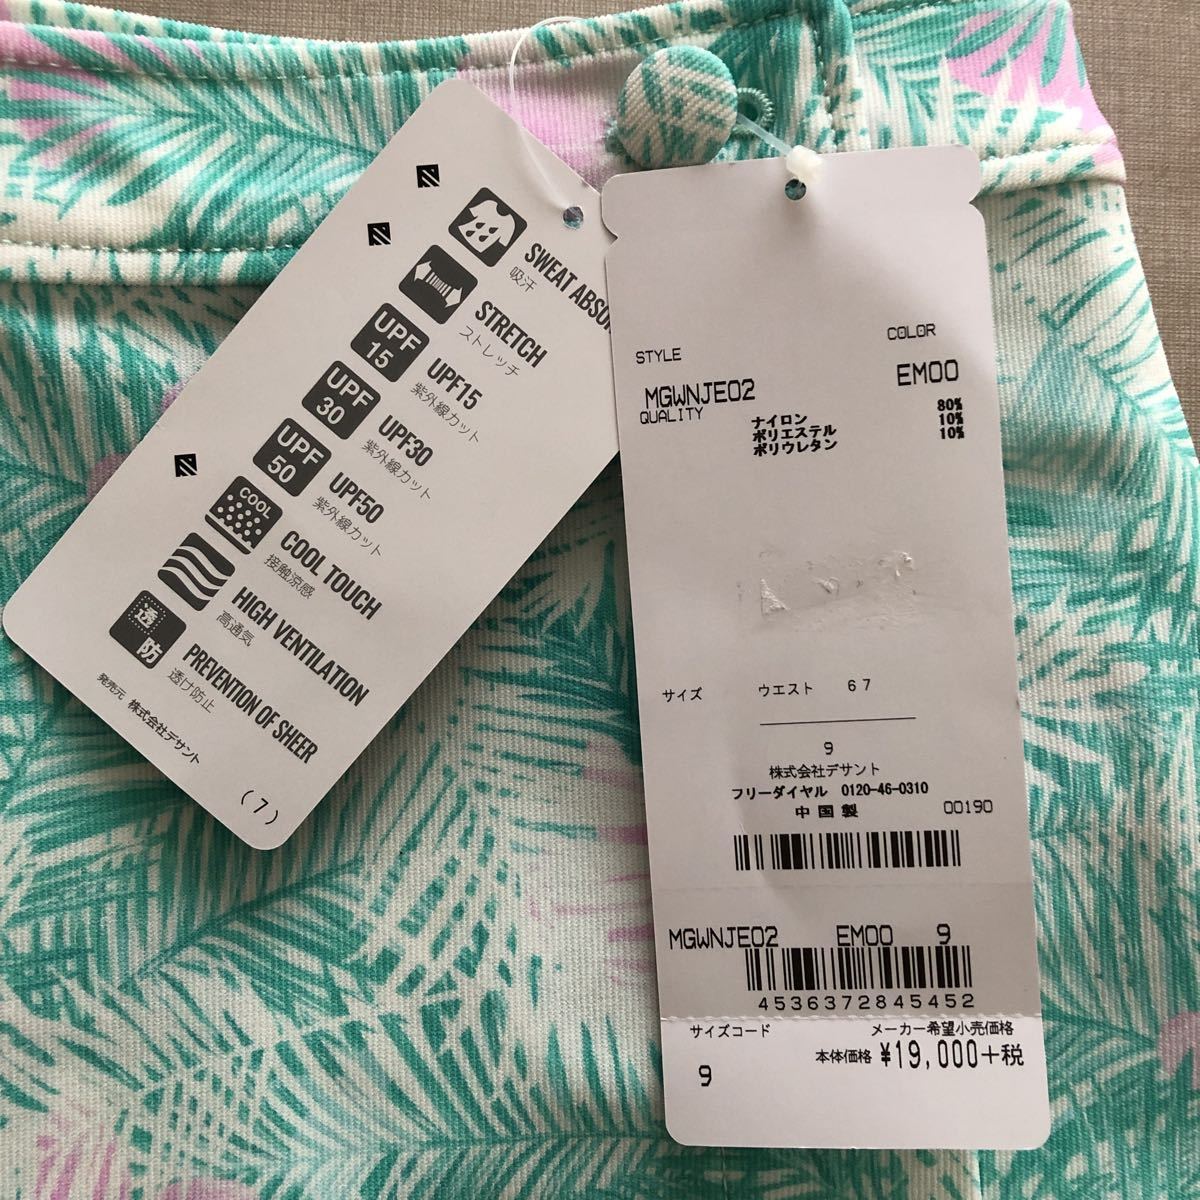 SWEAT ABSOR
吸汗
STRETCH
ストレッチ
UPF
15
UPF15
紫外線カット
UPF
30
UPF30
紫外線カット
UPF
50
UPF50
紫外線カット
COOL
COOL TOUCH
接触涼感
HIGH VENTILATION
高通気
透
防
PREVENTION OF SHEER
透け防止
発売元 株式会社デサント
(7)
STYLE
COLOR
MGWNJE02
EM00
QUALITY
ナイロン 80%
ポリエステル 10%
ポリウレタン 10%
サイズ ウエスト 67
9
株式会社デサント
フリーダイヤル 0120-46-0310
中国製
00190
MGWNJE02 EM00 9
4536372845452
サイズコード メーカー希望小売価格
9
本体価格 ¥19,000+税